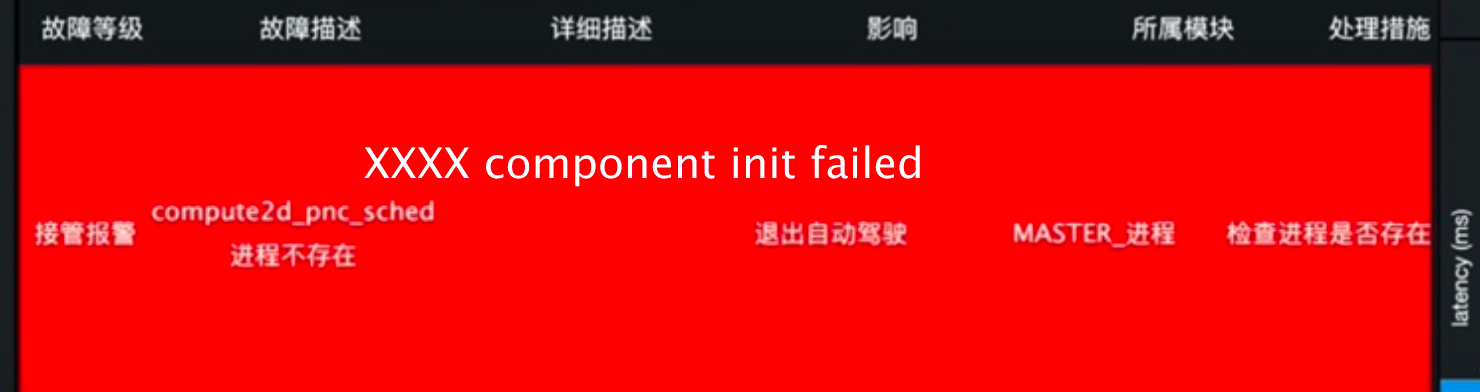 故障等级 故障描述 详细描述 影响 所属模块 处理措施
XXXX component init failed
接管报警 compute2d_pnc_sched 退出自动驾驶 MASTER_进程 检查进程是否存在
进程不存在
latency (ms)